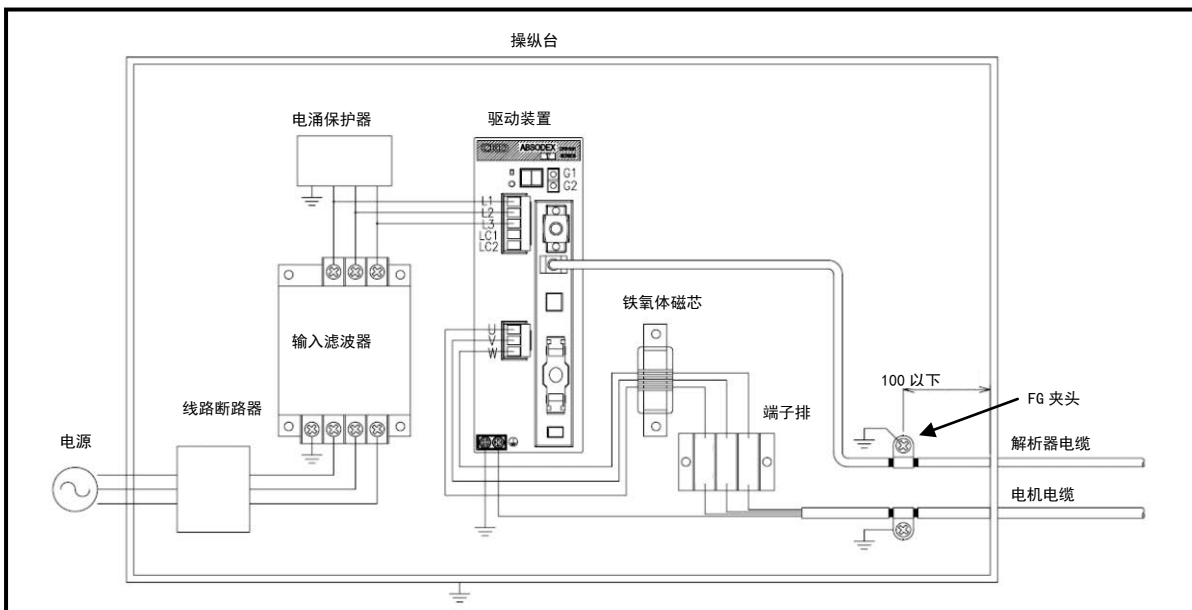 操纵台
电涌保护器
驱动装置
CKD ABSODEX
G1
G2
L1
L2
L3
LC1
LC2
铁氧体磁芯
输入滤波器
U
V
W
100 以下
FG 夹头
线路断路器
端子排
电源
解析器电缆
电机电缆